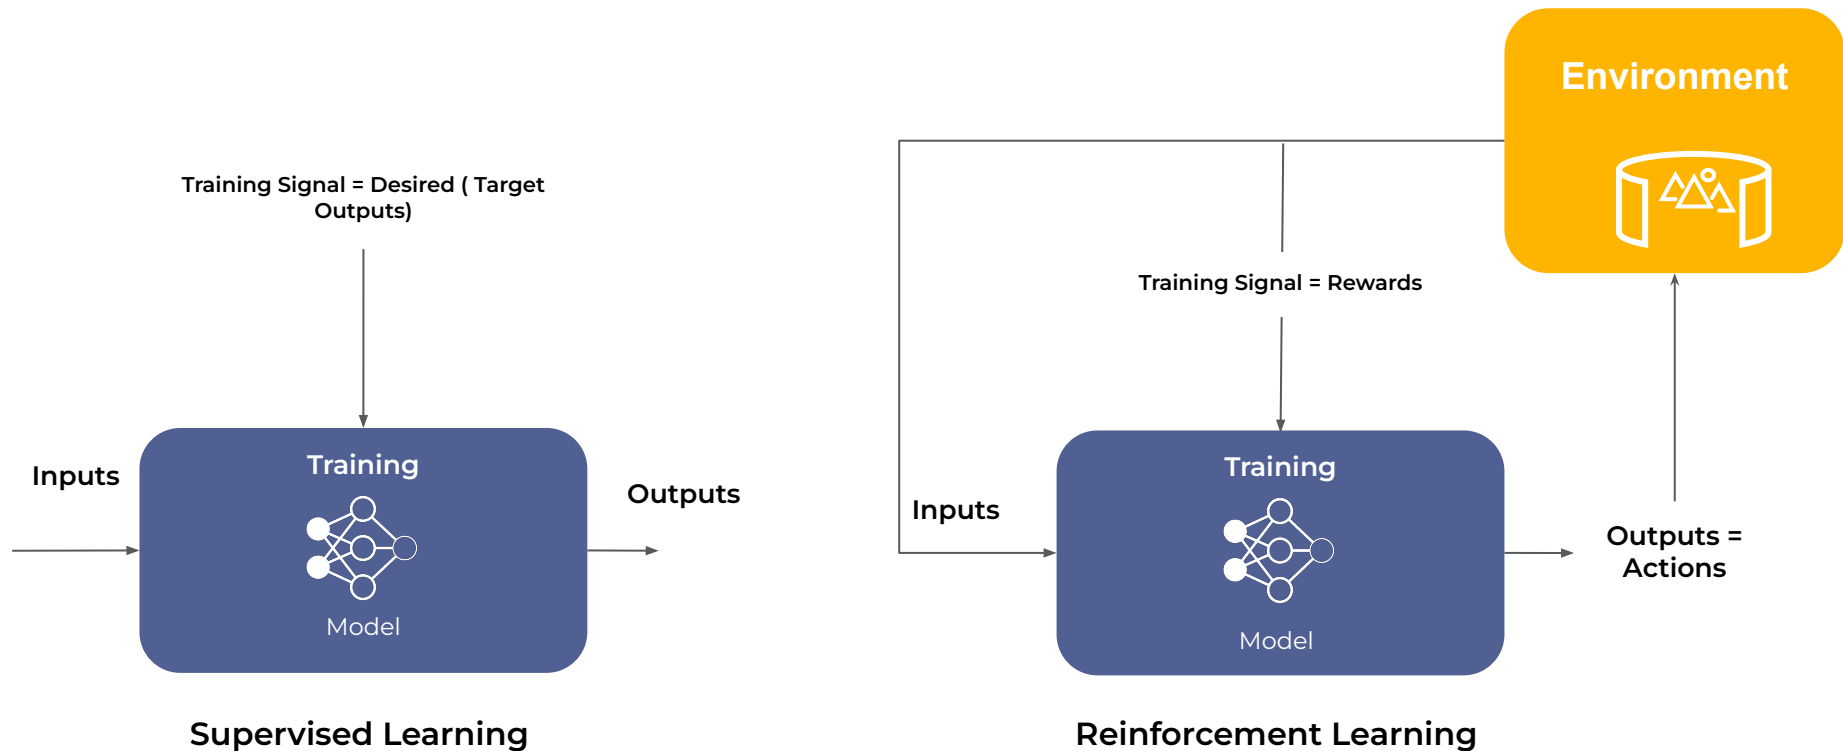 Training Signal = Desired ( Target
Outputs)
Inputs
Training
Model
Outputs
Supervised Learning
Environment
Training Signal = Rewards
Inputs
Training
Model
Outputs =
Actions
Reinforcement Learning